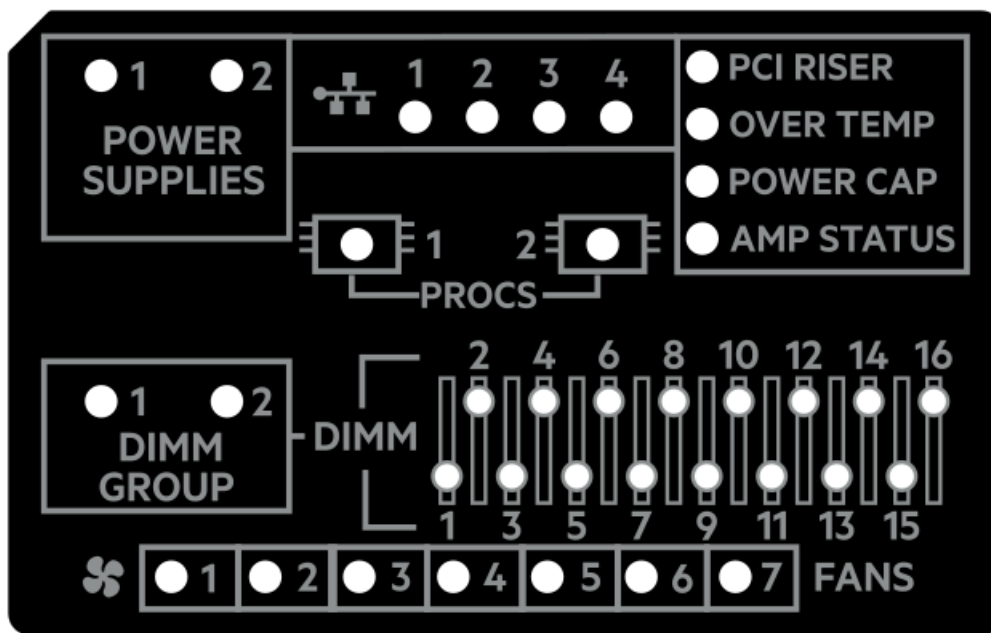 1 2
POWER
SUPPLIES
1 2 3 4
PCI RISER
OVER TEMP
POWER CAP
AMP STATUS
1 2
PROCS
1 2
DIMM
GROUP
DIMM
2 4 6 8 10 12 14 16
1 3 5 7 9 11 13 15
1 2 3 4 5 6 7 FANS